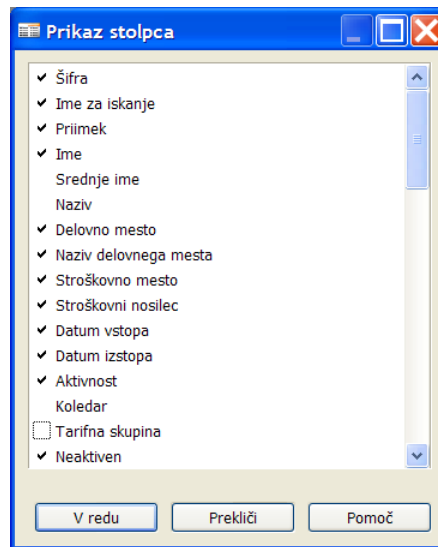 Prikaz stolpca
Šifra
Ime za iskanje
Priimek
Ime
Srednje ime
Naziv
Delovno mesto
Naziv delovnega mesta
Stroškovno mesto
Stroškovni nosilec
Datum vstopa
Datum izstopa
Aktivnost
Koledar
Tarifna skupina
Neaktiven
V redu Prekliči Pomoč